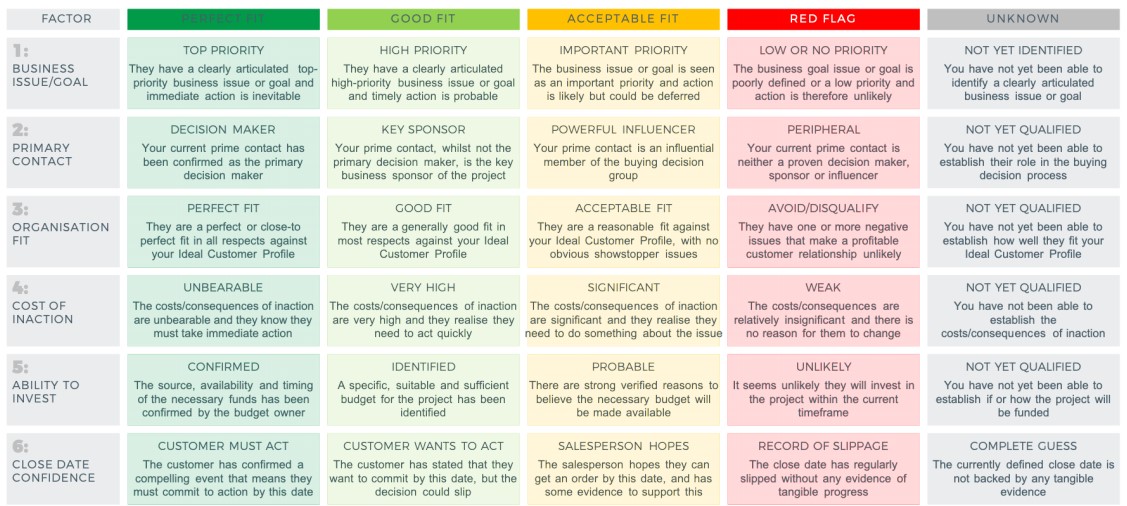 FACTOR
PERFECT FIT
GOOD FIT
ACCEPTABLE FIT
RED FLAG
UNKNOWN
1:
BUSINESS
ISSUE/GOAL
TOP PRIORITY
They have a clearly articulated top-
priority business issue or goal and
immediate action is inevitable
HIGH PRIORITY
They have a clearly articulated
high-priority business issue or goal
and timely action is probable
IMPORTANT PRIORITY
The business issue or goal is seen
as an important priority and action
is likely but could be deferred
LOW OR NO PRIORITY
The business goal issue or goal is
poorly defined or a low priority and
action is therefore unlikely
NOT YET IDENTIFIED
You have not yet been able to
identify a clearly articulated
business issue or goal
2:
PRIMARY
CONTACT
DECISION MAKER
Your current prime contact has
been confirmed as the primary
decision maker
KEY SPONSOR
Your prime contact, whilst not the
primary decision maker, is the key
business sponsor of the project
POWERFUL INFLUENCER
Your prime contact is an influential
member of the buying decision
group
PERIPHERAL
Your current prime contact is
neither a proven decision maker,
sponsor or influencer
NOT YET QUALIFIED
You have not yet been able to
establish their role in the buying
decision process
3:
ORGANISATION
FIT
PERFECT FIT
They are a perfect or close-to
perfect fit in all respects against
your Ideal Customer Profile
GOOD FIT
They are a generally good fit in
most respects against your Ideal
Customer Profile
ACCEPTABLE FIT
They are a reasonable fit against
your Ideal Customer Profile, with no
obvious showstopper issues
AVOID/DISQUALIFY
They have one or more negative
issues that make a profitable
customer relationship unlikely
NOT YET QUALIFIED
You have not yet been able to
establish how well they fit your
Ideal Customer Profile
4:
COST OF
INACTION
UNBEARABLE
The costs/consequences of inaction
are unbearable and they know they
must take immediate action
VERY HIGH
The costs/consequences of inaction
are very high and they realise they
need to act quickly
SIGNIFICANT
The costs/consequences of inaction
are significant and they realise they
need to do something about the issue
WEAK
The costs/consequences are
relatively insignificant and there is
no reason for them to change
NOT YET QUALIFIED
You have not been able to
establish the
costs/consequences of inaction
5:
ABILITY TO
INVEST
CONFIRMED
The source, availability and timing
of the necessary funds has been
confirmed by the budget owner
IDENTIFIED
A specific, suitable and sufficient
budget for the project has been
identified
PROBABLE
There are strong verified reasons to
believe the necessary budget will
be made available
UNLIKELY
It seems unlikely they will invest in
the project within the current
timeframe
NOT YET QUALIFIED
You have not yet been able to
establish if or how the project will
be funded
6:
CLOSE DATE
CONFIDENCE
CUSTOMER MUST ACT
The customer has confirmed a
compelling event that means they
must commit to action by this date
CUSTOMER WANTS TO ACT
The customer has stated that they
want to commit by this date, but the
decision could slip
SALESPERSON HOPES
The salesperson hopes they can
get an order by this date, and has
some evidence to support this
RECORD OF SLIPPAGE
The close date has regularly
slipped without any evidence of
tangible progress
COMPLETE GUESS
The currently defined close date is
not backed by any tangible
evidence